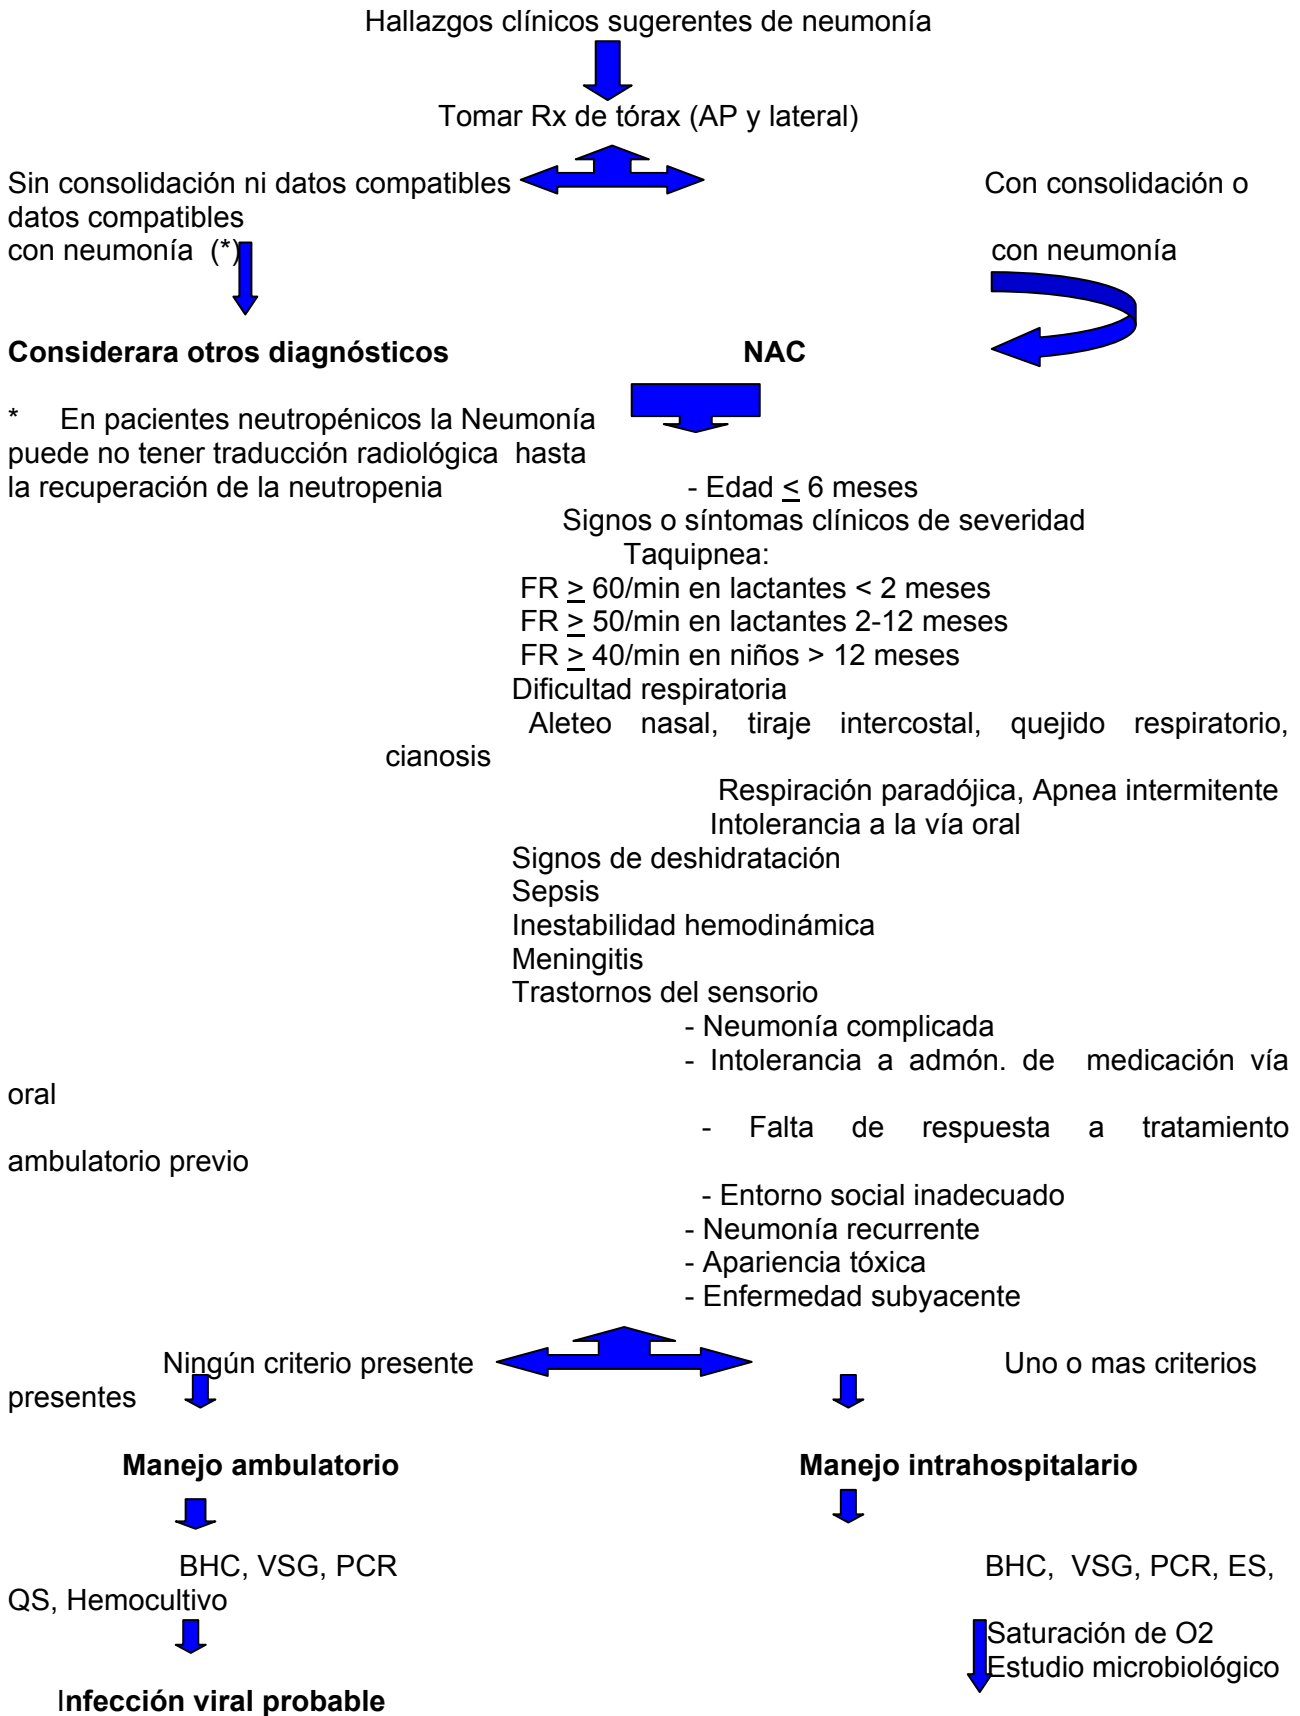 Hallazgos clínicos sugerentes de neumonía
Tomar Rx de tórax (AP y lateral)
Sin consolidación ni datos compatibles Con consolidación o
datos compatibles
con neumonía (*) con neumonía
Considerara otros diagnósticos NAC
* En pacientes neutropénicos la Neumonía
puede no tener traducción radiológica hasta
la recuperación de la neutropenia - Edad < 6 meses
Signos o síntomas clínicos de severidad
Taquipnea:
FR > 60/min en lactantes < 2 meses
FR > 50/min en lactantes 2-12 meses
FR > 40/min en niños > 12 meses
Dificultad respiratoria
Aleteo nasal, tiraje intercostal, quejido respiratorio,
cianosis
Respiración paradójica, Apnea intermitente
Intolerancia a la vía oral
Signos de deshidratación
Sepsis
Inestabilidad hemodinámica
Meningitis
Trastornos del sensorio
- Neumonía complicada
- Intolerancia a admón. de medicación vía
oral
- Falta de respuesta a tratamiento
ambulatorio previo
- Entorno social inadecuado
- Neumonía recurrente
- Apariencia tóxica
- Enfermedad subyacente
Ningún criterio presente Uno o mas criterios
presentes
Manejo ambulatorio Manejo intrahospitalario
BHC, VSG, PCR BHC, VSG, PCR, ES,
QS, Hemocultivo
Saturación de O2
Estudio microbiológico
Infección viral probable